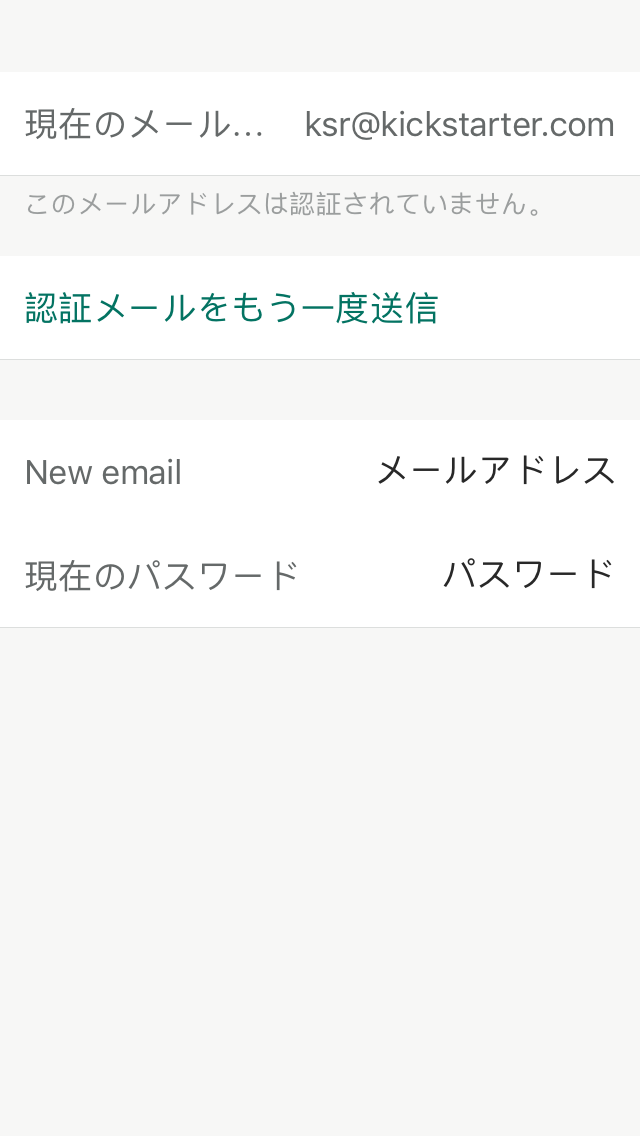 現在のメール... ksr@kickstarter.com
このメールアドレスは認証されていません。
認証メールをもう一度送信
New email メールアドレス
現在のパスワード パスワード